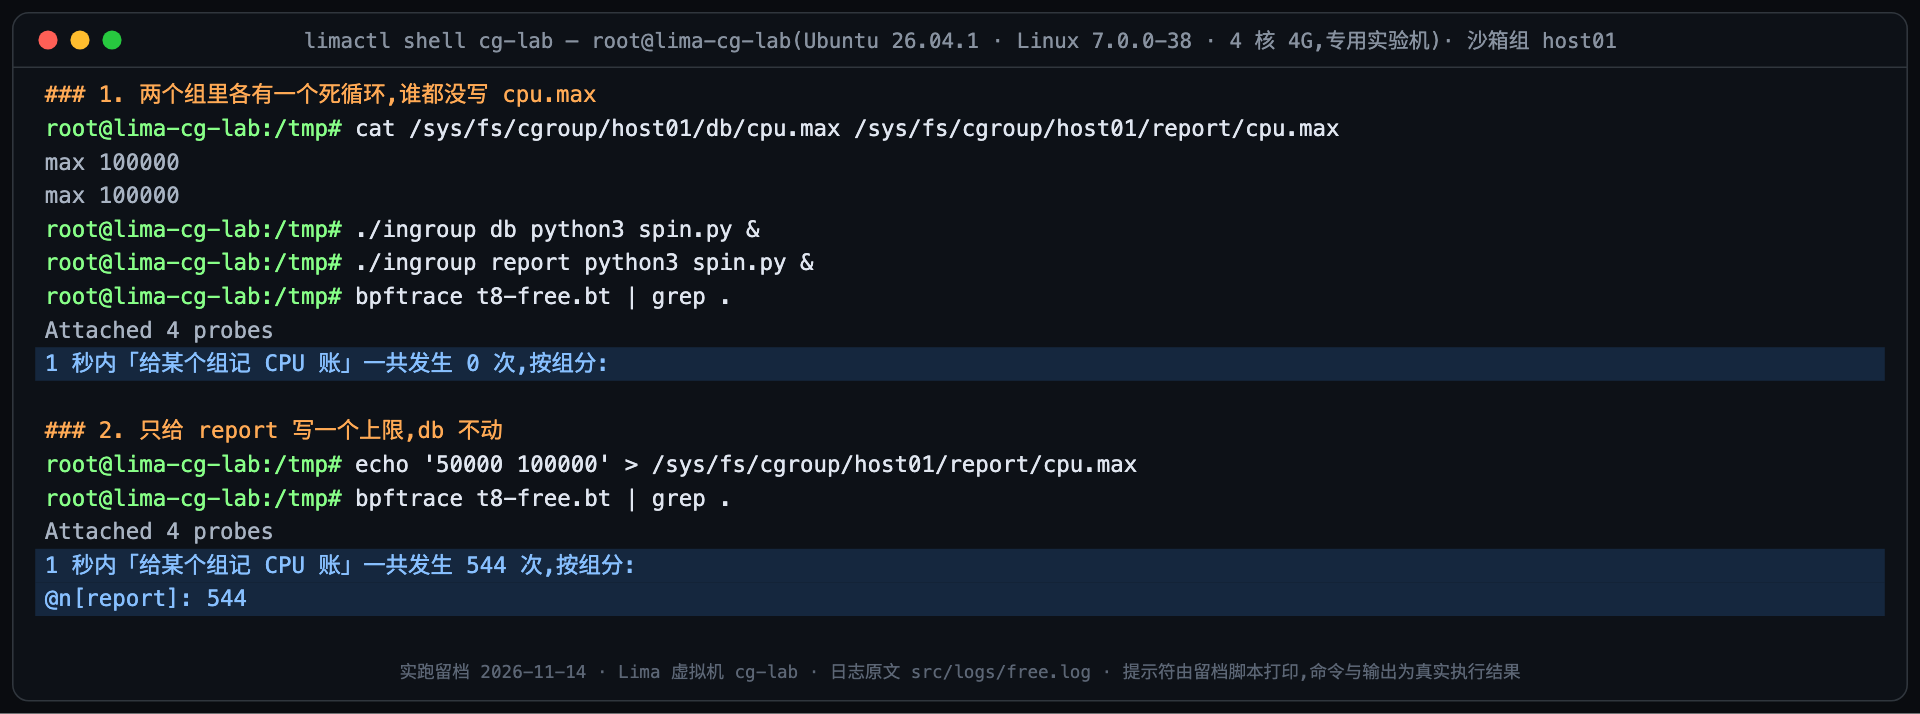 limactl shell cg-lab — root@lima-cg-lab(Ubuntu 26.04.1 · Linux 7.0.0-38 · 4 核 4G,专用实验机)· 沙箱组 host01
### 1. 两个组里各有一个死循环,谁都没写 cpu.max
root@lima-cg-lab:/tmp# cat /sys/fs/cgroup/host01/db/cpu.max /sys/fs/cgroup/host01/report/cpu.max
max 100000
max 100000
root@lima-cg-lab:/tmp# ./ingroup db python3 spin.py &
root@lima-cg-lab:/tmp# ./ingroup report python3 spin.py &
root@lima-cg-lab:/tmp# bpftrace t8-free.bt | grep .
Attached 4 probes
1 秒内「给某个组记 CPU 账」一共发生 0 次,按组分:
### 2. 只给 report 写一个上限,db 不动
root@lima-cg-lab:/tmp# echo '50000 100000' > /sys/fs/cgroup/host01/report/cpu.max
root@lima-cg-lab:/tmp# bpftrace t8-free.bt | grep .
Attached 4 probes
1 秒内「给某个组记 CPU 账」一共发生 544 次,按组分:
@n[report]: 544
实跑留档 2026-11-14 · Lima 虚拟机 cg-lab · 日志原文 src/logs/free.log · 提示符由留档脚本打印,命令与输出为真实执行结果